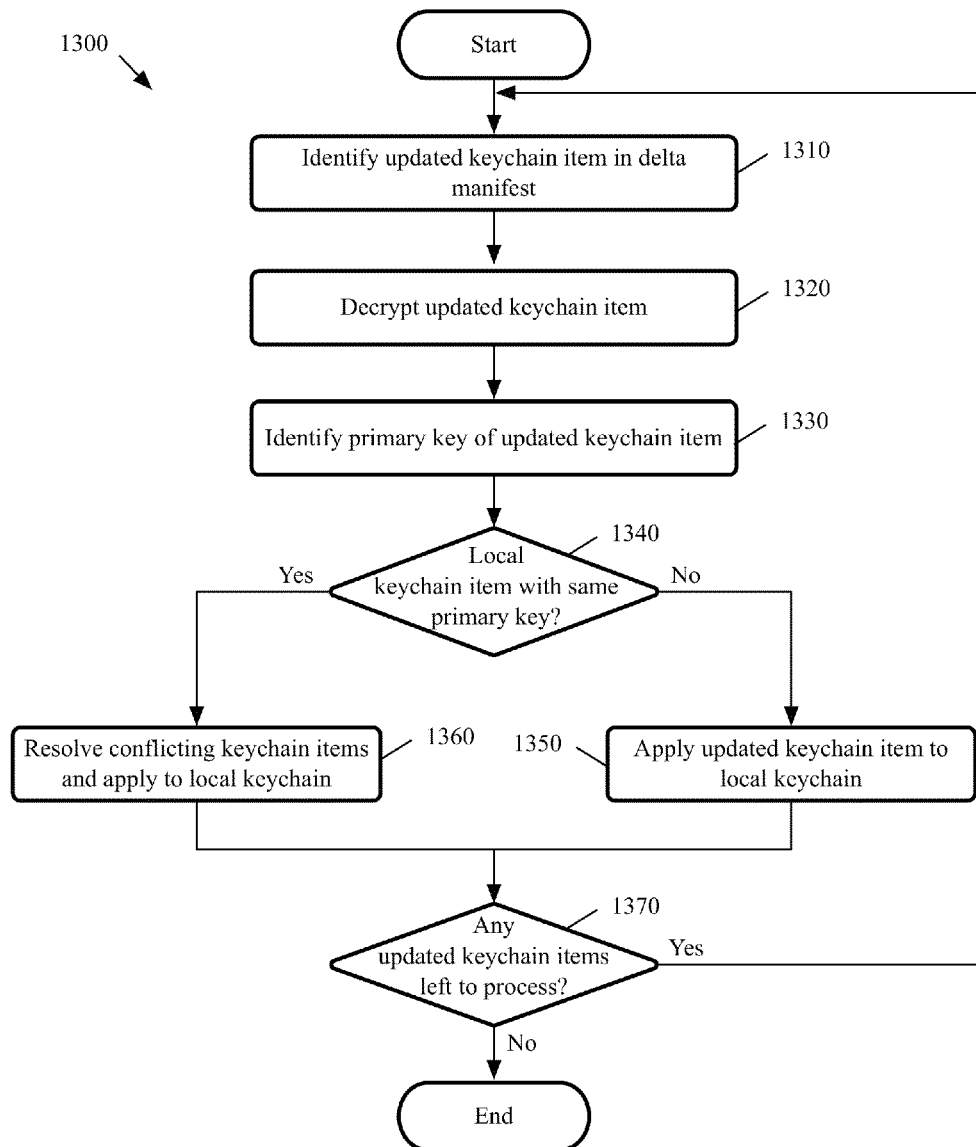 1300
Start
Identify updated keychain item in delta
manifest
1310
Decrypt updated keychain item
1320
Identify primary key of updated keychain item
1330
Local
keychain item with same
primary key?
1340
Yes
No
Resolve conflicting keychain items
and apply to local keychain
1360
1350
Apply updated keychain item to
local keychain
Any
updated keychain items
left to process?
1370
Yes
No
End